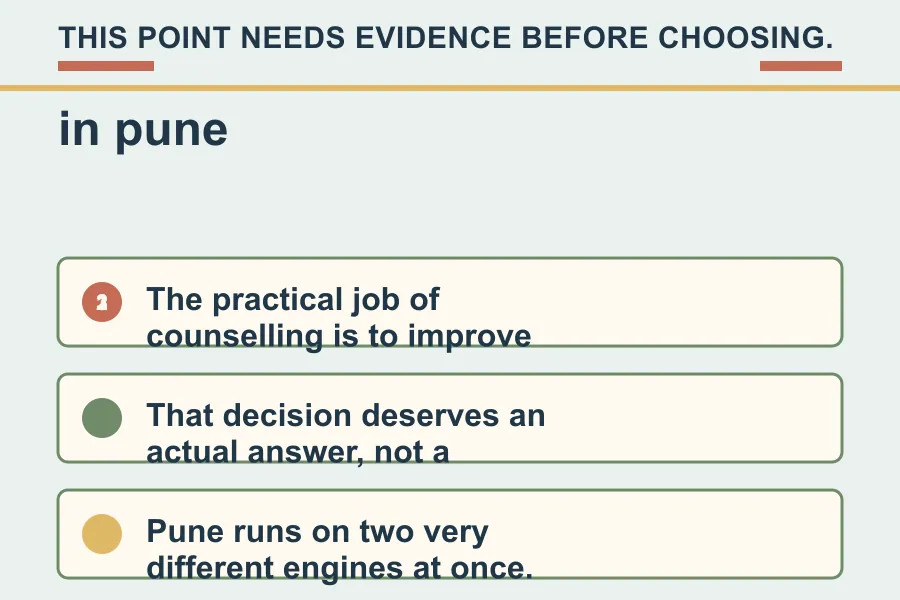 THIS POINT NEEDS EVIDENCE BEFORE CHOOSING.
in pune
The practical job of
counselling is to improve
That decision deserves an
actual answer, not a
Pune runs on two very
different engines at once.